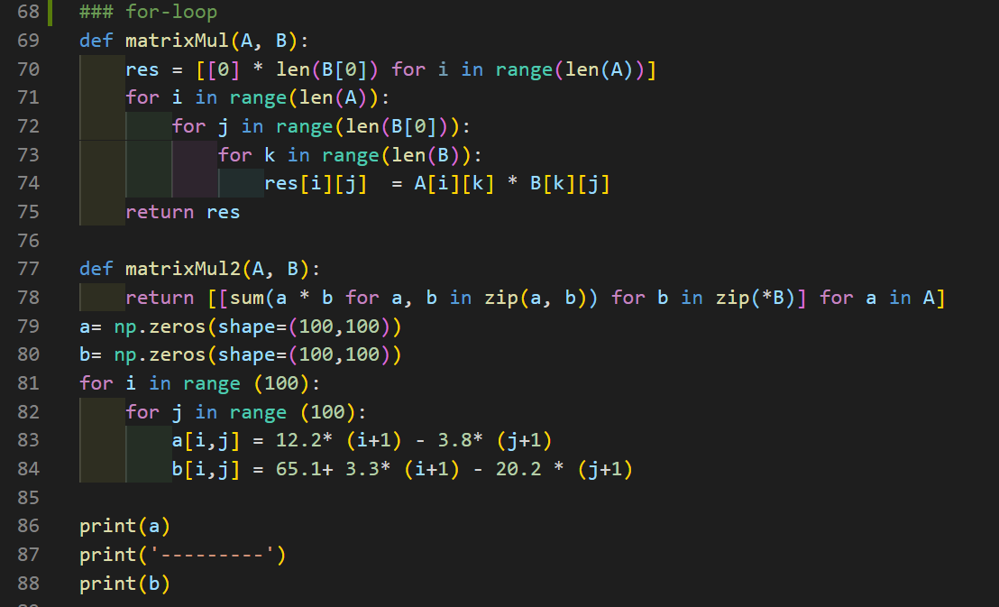 68 ### for-loop
69 def matrixMul(A, B):
70     res = [[0] * len(B[0]) for i in range(len(A))]
71     for i in range(len(A)):
72         for j in range(len(B[0])):
73             for k in range(len(B)):
74                 res[i][j]  = A[i][k] * B[k][j]
75     return res
76
77 def matrixMul2(A, B):
78     return [[sum(a * b for a, b in zip(a, b)) for b in zip(*B)] for a in A]
79 a= np.zeros(shape=(100,100))
80 b= np.zeros(shape=(100,100))
81 for i in range (100):
82     for j in range (100):
83         a[i,j] = 12.2* (i+1) - 3.8* (j+1)
84         b[i,j] = 65.1+ 3.3* (i+1) - 20.2 * (j+1)
85
86 print(a)
87 print('---------')
88 print(b)